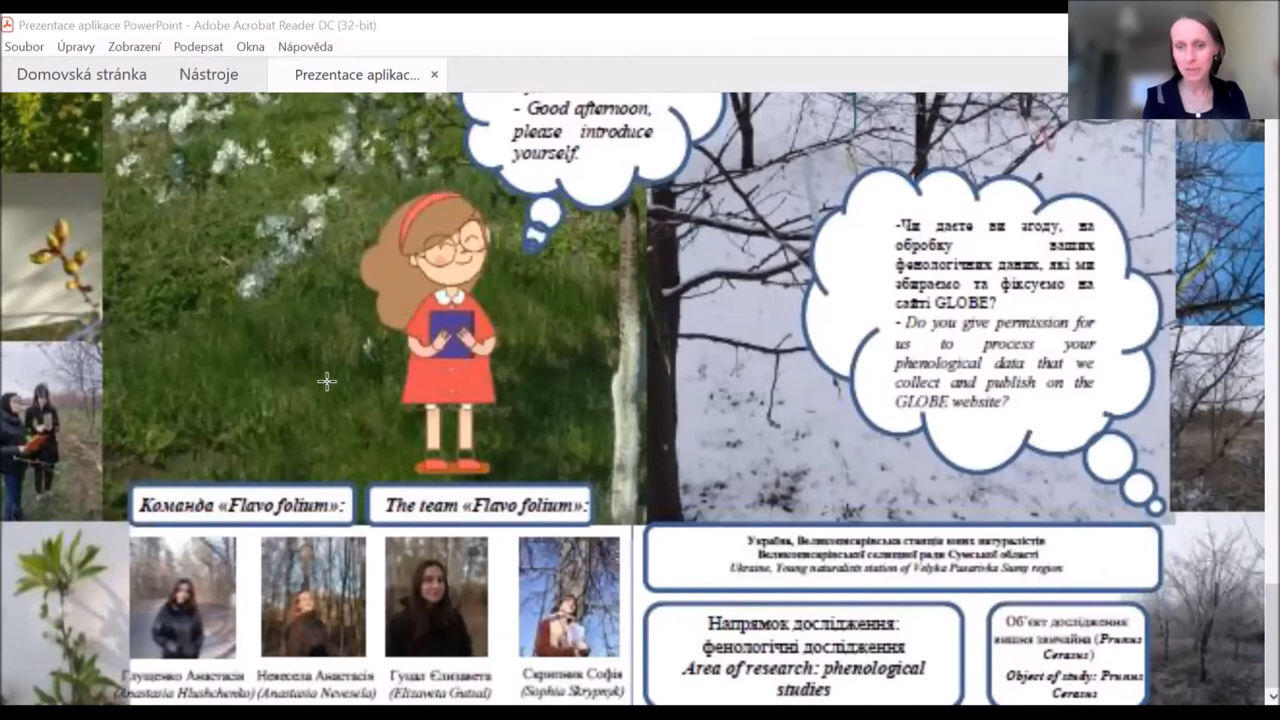 Prezentace aplikace PowerPoint - Adobe Acrobat Reader DC (32-bit)
Soubor Úpravy Zobrazení Podepsat Okna Nápověda
Domovská stránka Nástroje Prezentace aplikac... ×
- Good afternoon,
please introduce
yourself.
-Чи даєте ви згоду, на
обробку ваших
фенологічних даних, які ми
збираємо та фіксуємо на
сайті GLOBE?
- Do you give permission for
us to process your
phenological data that we
collect and publish on the
GLOBE website?
Команда «Flavo folium»:
The team «Flavo folium»:
Глущенко Анастасія
(Anastasia Hlushchenko)
Невесела Анастасія
(Anastasia Nevesela)
Гуцал Єлизавета
(Elizaveta Gutsal)
Скрипник Софія
(Sophia Skrypnyk)
Україна, Великописарівська станція юних натуралістів
Великописарівської селищної ради Сумської області
Ukraine, Young naturalists station of Velyka Pasarivka Sumy region
Напрямок дослідження:
фенологічні дослідження
Area of research: phenological
studies
Об'єкт дослідження
вишня звичайна (Prunus
Cerasus)
Object of study: Prunus
Cerasus